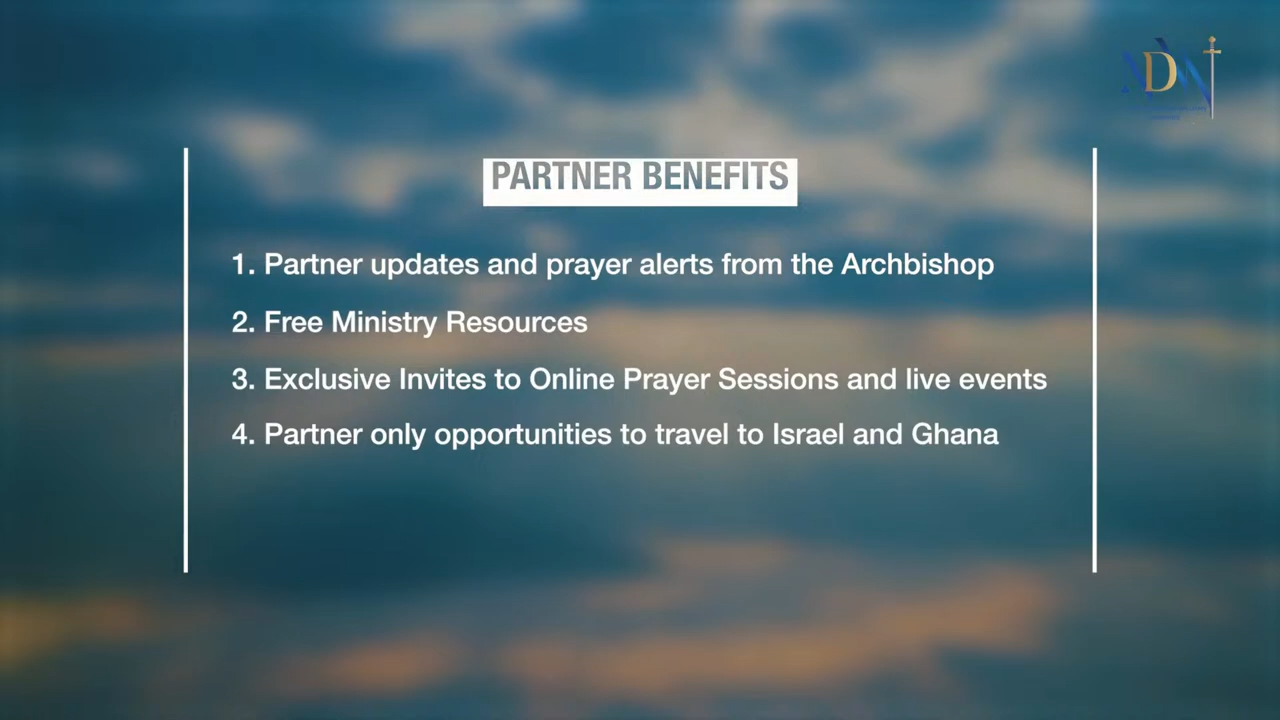 NDW
PARTNER BENEFITS
1. Partner updates and prayer alerts from the Archbishop
2. Free Ministry Resources
3. Exclusive Invites to Online Prayer Sessions and live events
4. Partner only opportunities to travel to Israel and Ghana